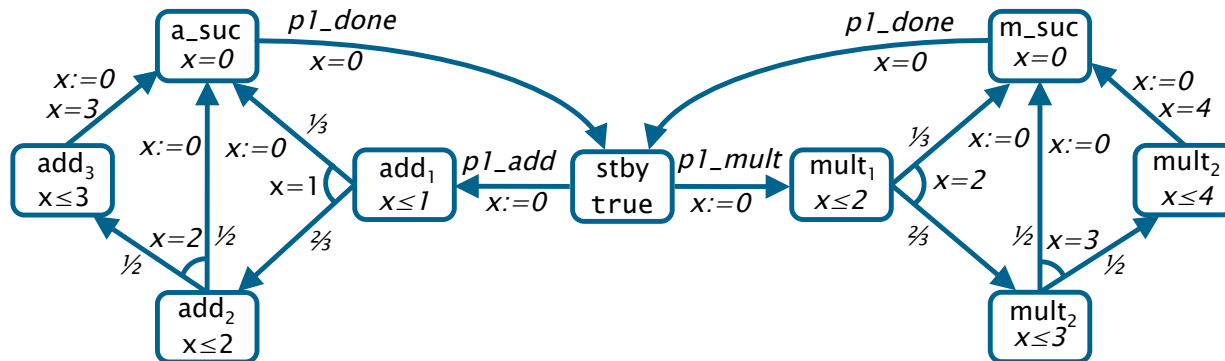 p1_done
p1_done
a_suc
x=0
m_suc
x=0
x=0
x=0
x:=0
x=3
x:=0
x=4
⅓
⅓
x:=0
x:=0
x:=0
x:=0
add₃
x≤3
x=1
add₁
x≤1
p1_add
x:=0
stby
true
p1_mult
x:=0
mult₁
x≤2
x=2
mult₂
x≤4
x=2
½
½
⅔
⅔
½
x=3
½
add₂
x≤2
mult₂
x≤3